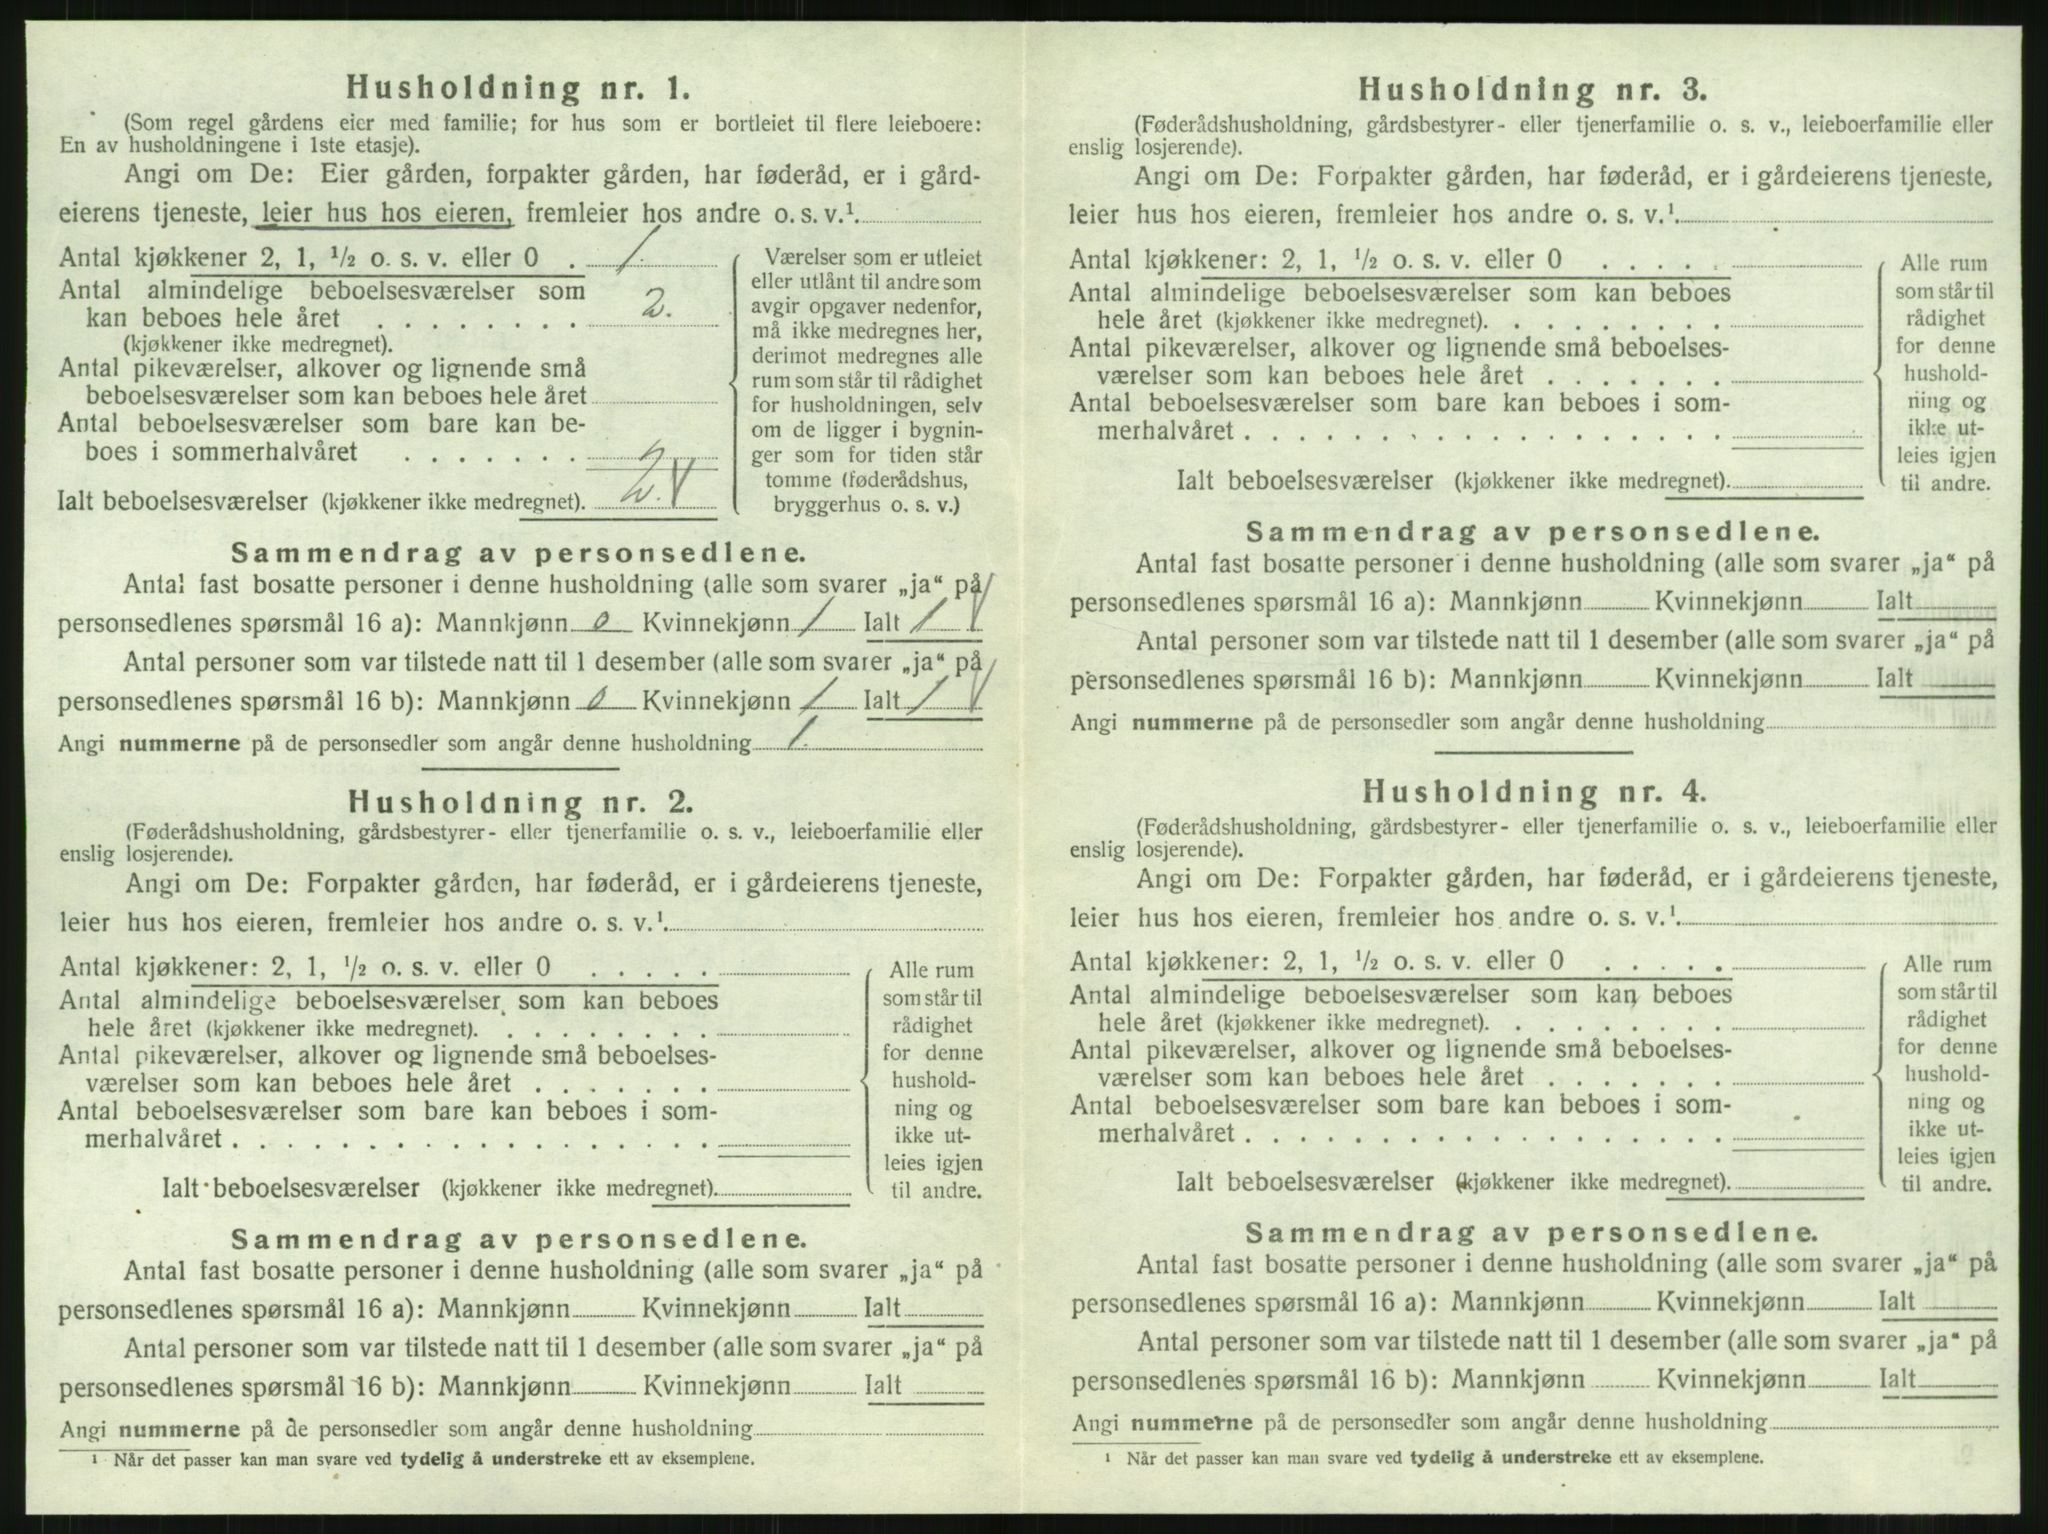 Husholdning nr. 1.
(Som regel gårdens eier med familie; for hus som er bortleiet til flere leieboere:
En av husholdningene i 1ste etasje).
Angi om De: Eier gården, forpakter gården, har føderåd, er i gård-
eierens tjeneste, leier hus hos eieren, fremleier hos andre o. s. v.¹.
Antal kjøkkener 2, 1, ½ o. s. v. eller 0 . 1.
Antal almindelige beboelsesværelser som
kan beboes hele året . . . . . . . . 2.
(kjøkkener ikke medregnet).
Antal pikeværelser, alkover og lignende små
beboelsesværelser som kan beboes hele året
Antal beboelsesværelser som bare kan be-
boes i sommerhalvåret . . . . . . .
Ialt beboelsesværelser (kjøkkener ikke medregnet). 2. V
Værelser som er utleiet
eller utlånt til andre som
avgir opgaver nedenfor,
må ikke medregnes her,
derimot medregnes alle
rum som står til rådighet
for husholdningen, selv
om de ligger i bygnin-
ger som for tiden står
tomme (føderådshus,
bryggerhus o. s. v.)
Sammendrag av personsedlene.
Antal fast bosatte personer i denne husholdning (alle som svarer „ja“ på
personsedlenes spørsmål 16 a): Mannkjønn 0 Kvinnekjønn 1 Ialt 1 V
Antal personer som var tilstede natt til 1 desember (alle som svarer „ja“ på
personsedlenes spørsmål 16 b): Mannkjønn 0 Kvinnekjønn 1 Ialt 1 V
Angi nummerne på de personsedler som angår denne husholdning 1.
Husholdning nr. 2.
(Føderådshusholdning, gårdsbestyrer- eller tjenerfamilie o. s. v., leieboerfamilie eller
enslig losjerende).
Angi om De: Forpakter gården, har føderåd, er i gårdeierens tjeneste,
leier hus hos eieren, fremleier hos andre o. s. v.¹.
Antal kjøkkener: 2, 1, ½ o. s. v. eller 0 . . . . .
Antal almindelige beboelsesværelser som kan beboes
hele året (kjøkkener ikke medregnet). . . . . . . . .
Antal pikeværelser, alkover og lignende små beboelses-
værelser som kan beboes hele året . . . . . . .
Antal beboelsesværelser som bare kan beboes i som-
merhalvåret . . . . . . . . . . . . . . . . . .
Ialt beboelsesværelser (kjøkkener ikke medregnet).
Alle rum
som står til
rådighet
for denne
hushold-
ning og
ikke ut-
leies igjen
til andre.
Sammendrag av personsedlene.
Antal fast bosatte personer i denne husholdning (alle som svarer „ja“ på
personsedlenes spørsmål 16 a): Mannkjønn Kvinnekjønn Ialt
Antal personer som var tilstede natt til 1 desember (alle som svarer „ja“ på
personsedlenes spørsmål 16 b): Mannkjønn Kvinnekjønn Ialt
Angi nummerne på de personsedler som angår denne husholdning
¹ Når det passer kan man svare ved tydelig å understreke ett av eksemplene.
Husholdning nr. 3.
(Føderådshusholdning, gårdsbestyrer- eller tjenerfamilie o. s. v., leieboerfamilie eller
enslig losjerende).
Angi om De: Forpakter gården, har føderåd, er i gårdeierens tjeneste,
leier hus hos eieren, fremleier hos andre o. s. v.¹.
Antal kjøkkener: 2, 1, ½ o. s. v. eller 0 . . . . .
Antal almindelige beboelsesværelser som kan beboes
hele året (kjøkkener ikke medregnet). . . . . . . . .
Antal pikeværelser, alkover og lignende små beboelses-
værelser som kan beboes hele året . . . . . . .
Antal beboelsesværelser som bare kan beboes i som-
merhalvåret . . . . . . . . . . . . . . . . . .
Ialt beboelsesværelser (kjøkkener ikke medregnet).
Alle rum
som står til
rådighet
for denne
hushold-
ning og
ikke ut-
leies igjen
til andre.
Sammendrag av personsedlene.
Antal fast bosatte personer i denne husholdning (alle som svarer „ja“ på
personsedlenes spørsmål 16 a): Mannkjønn Kvinnekjønn Ialt
Antal personer som var tilstede natt til 1 desember (alle som svarer „ja“ på
personsedlenes spørsmål 16 b): Mannkjønn Kvinnekjønn Ialt
Angi nummerne på de personsedler som angår denne husholdning
Husholdning nr. 4.
(Føderådshusholdning, gårdsbestyrer- eller tjenerfamilie o. s. v., leieboerfamilie eller
enslig losjerende).
Angi om De: Forpakter gården, har føderåd, er i gårdeierens tjeneste,
leier hus hos eieren, fremleier hos andre o. s. v.¹.
Antal kjøkkener: 2, 1, ½ o. s. v. eller 0 . . . . .
Antal almindelige beboelsesværelser som kan beboes
hele året (kjøkkener ikke medregnet). . . . . . . . .
Antal pikeværelser, alkover og lignende små beboelses-
værelser som kan beboes hele året . . . . . . .
Antal beboelsesværelser som bare kan beboes i som-
merhalvåret . . . . . . . . . . . . . . . . . .
Ialt beboelsesværelser (kjøkkener ikke medregnet).
Alle rum
som står til
rådighet
for denne
hushold-
ning og
ikke ut-
leies igjen
til andre.
Sammendrag av personsedlene.
Antal fast bosatte personer i denne husholdning (alle som svarer „ja“ på
personsedlenes spørsmål 16 a): Mannkjønn Kvinnekjønn Ialt
Antal personer som var tilstede natt til 1 desember (alle som svarer „ja“ på
personsedlenes spørsmål 16 b): Mannkjønn Kvinnekjønn Ialt
Angi nummerne på de personsedler som angår denne husholdning
¹ Når det passer kan man svare ved tydelig å understreke ett av eksemplene.